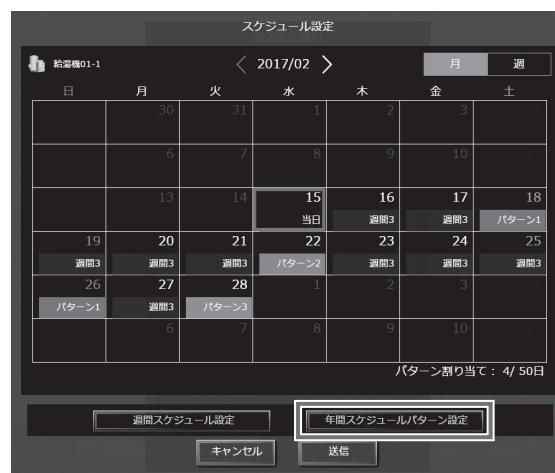 スケジュール設定
給湯機01-1
< 2017/02 >
月 週
日 月 火 水 木 金 土
30 31 1 2 3
6 7 8 9 10
13 14 15 16 17 18
当日 週間3 週間3 パターン1
19 20 21 22 23 24 25
週間3 週間3 週間3 パターン2 週間3 週間3 週間3
26 27 28 1 2 3
パターン1 週間3 パターン3
6 7 8 9 10
パターン割り当て： 4/ 50日
週間スケジュール設定 年間スケジュールパターン設定
キャンセル 送信